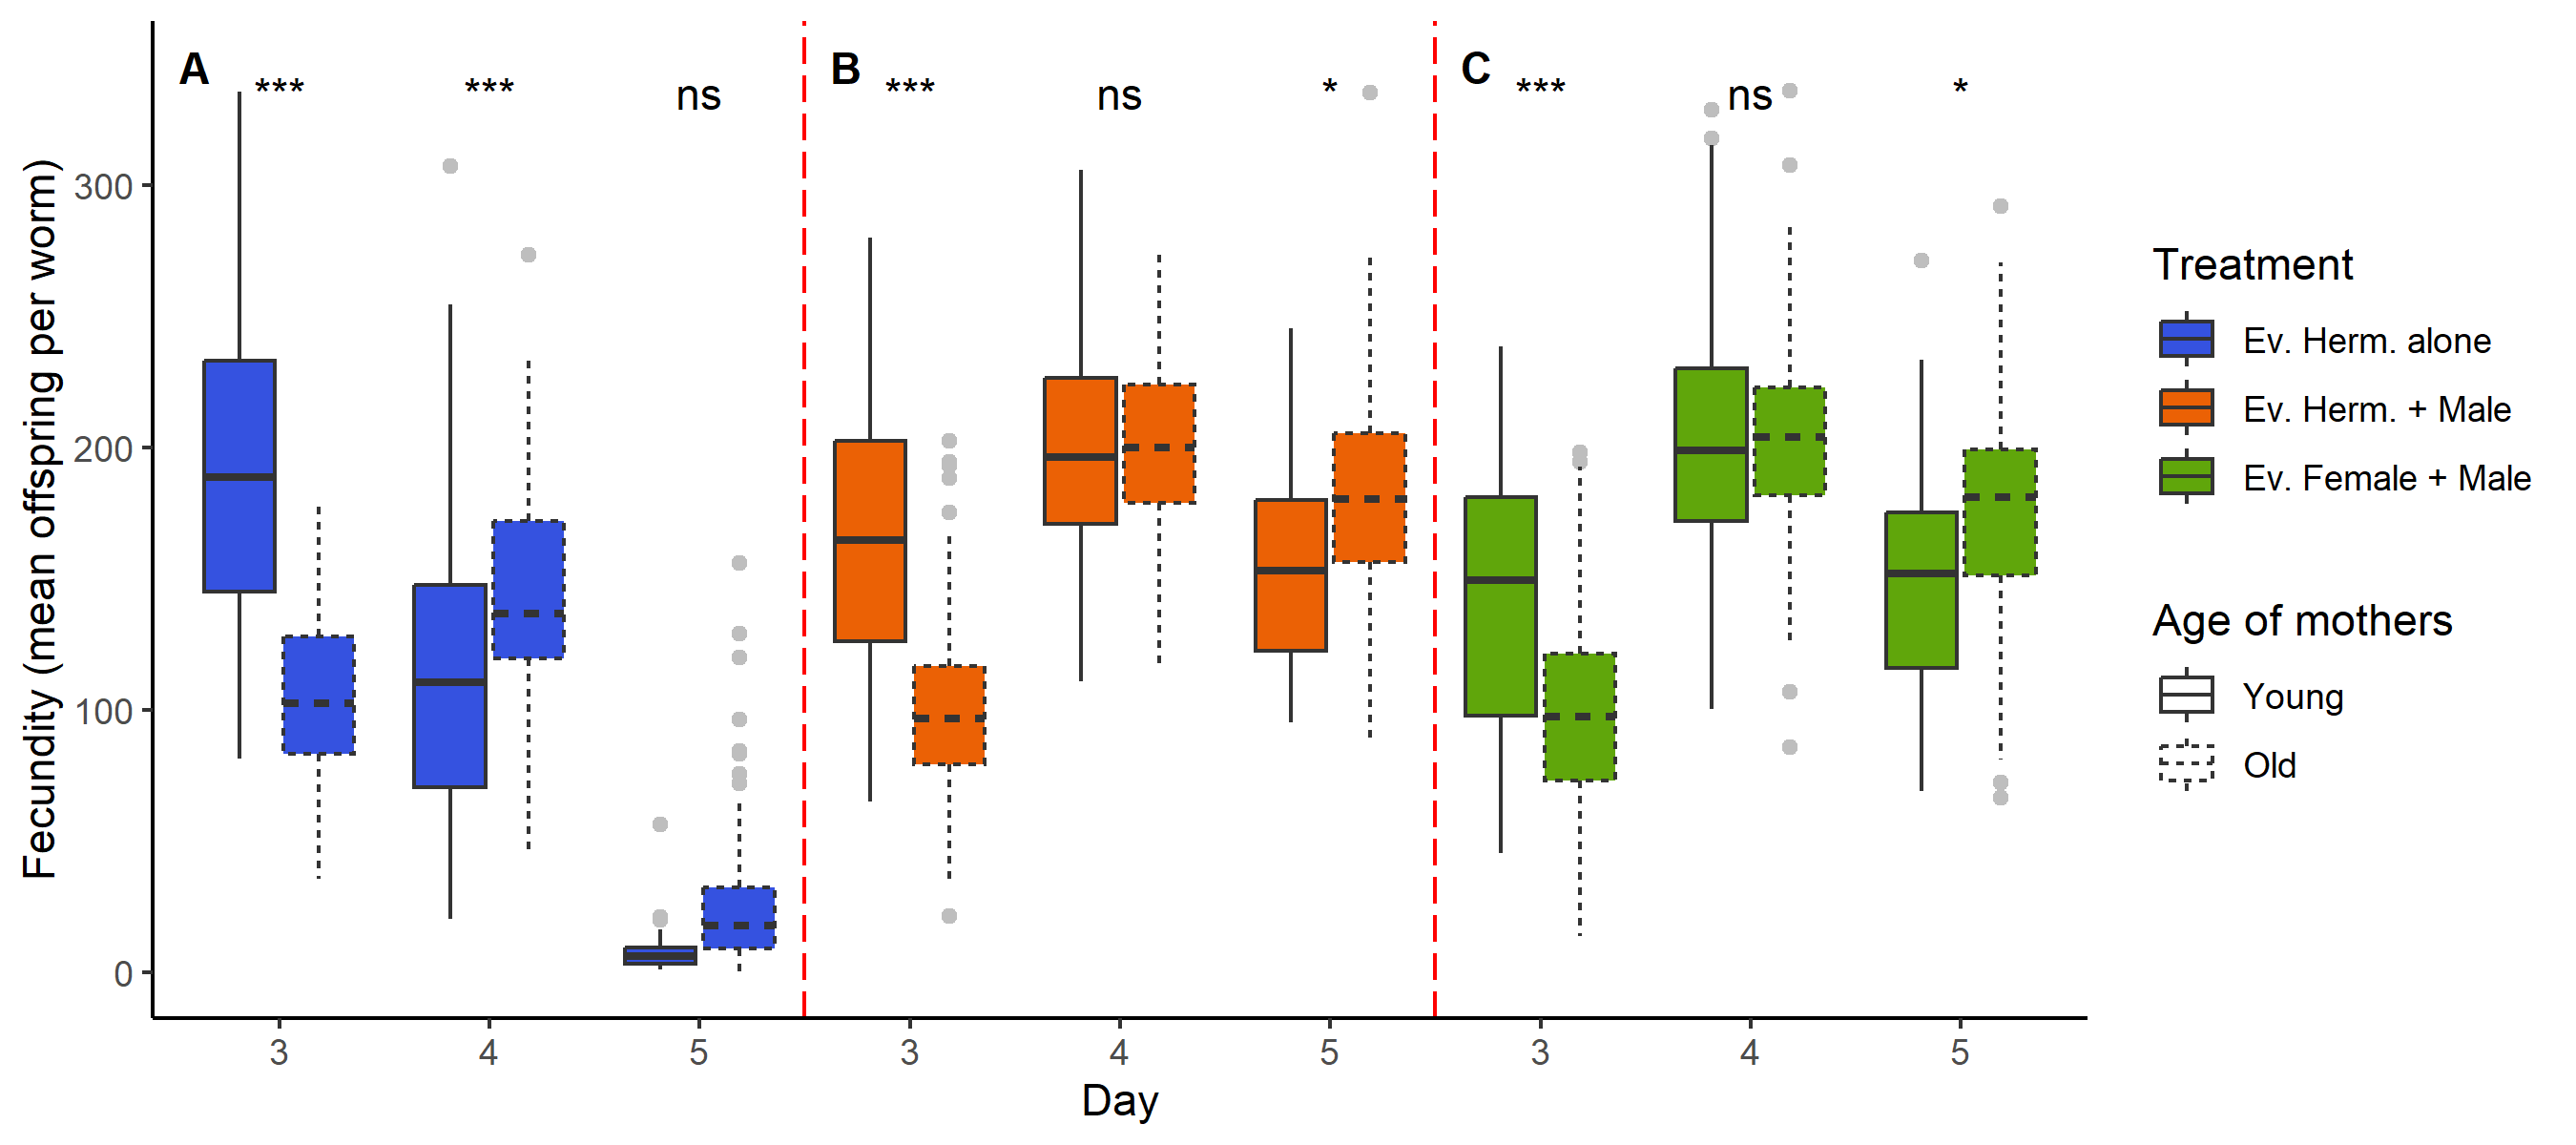 A *** *** ns B *** ns * C *** ns *
Fecundity (mean offspring per worm)
300
200
100
0
3 4 5 3 4 5 3 4 5
Day
Treatment
Ev. Herm. alone
Ev. Herm. + Male
Ev. Female + Male
Age of mothers
Young
Old